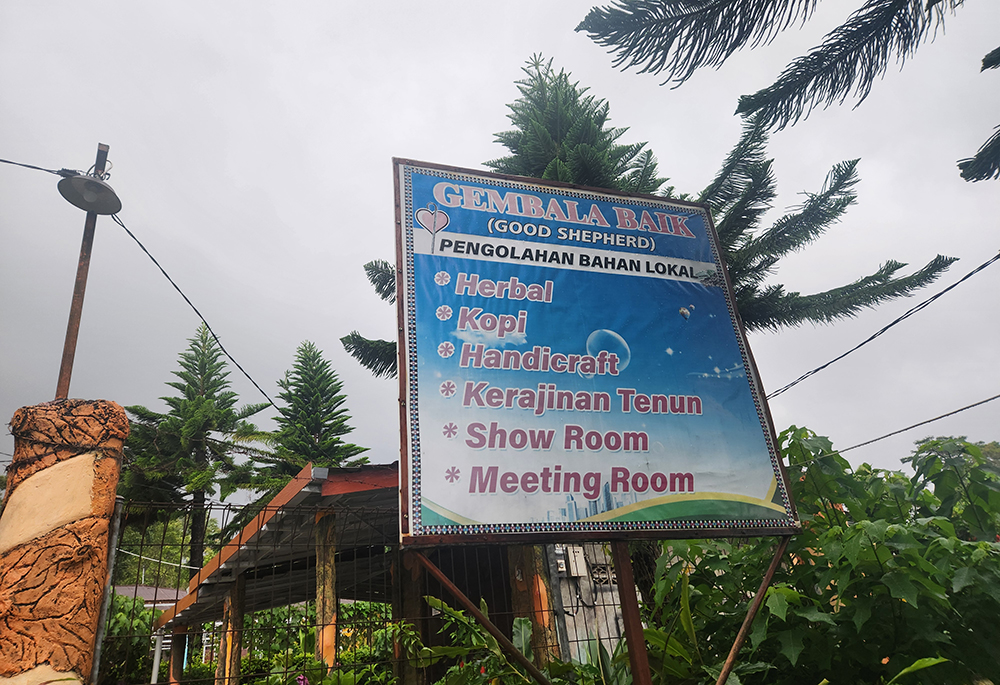 GEMBALA BAIK
(GOOD SHEPHERD)
PENGOLAHAN BAHAN LOKAL
* Herbal
* Kopi
* Handicraft
* Kerajinan Tenun
* Show Room
* Meeting Room